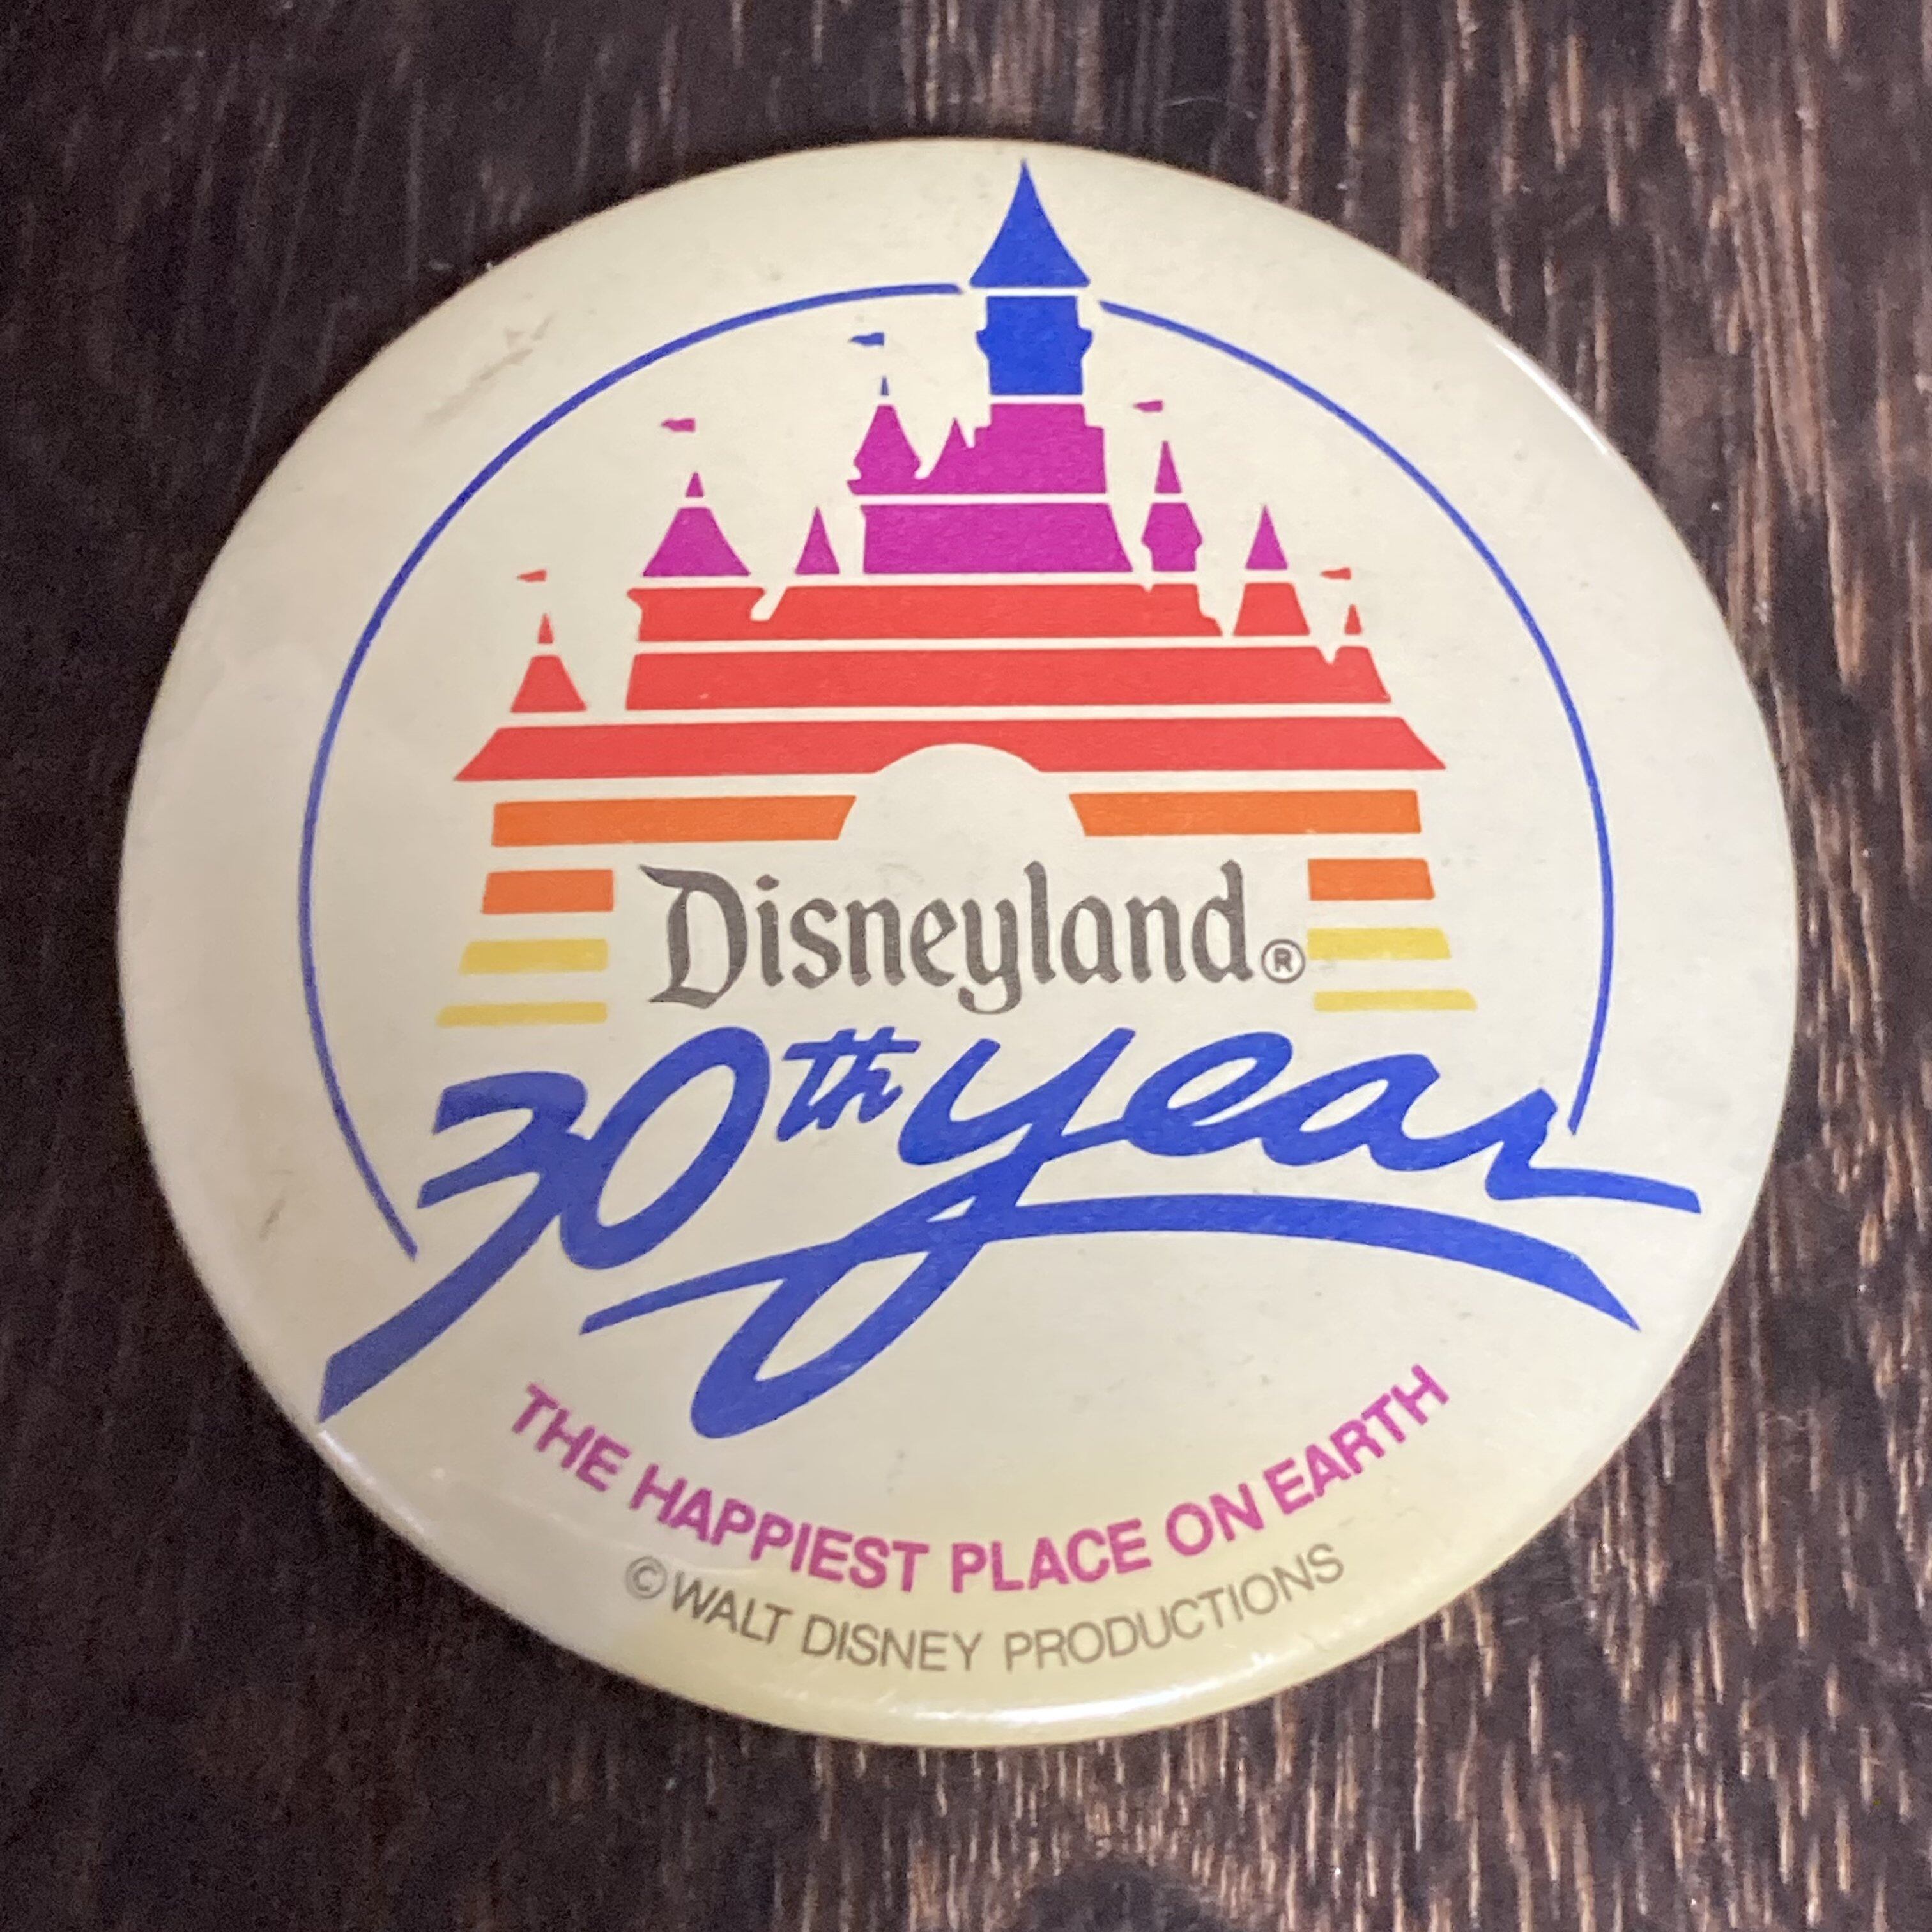 Disneyland®
30th year
THE HAPPIEST PLACE ON EARTH
©WALT DISNEY PRODUCTIONS